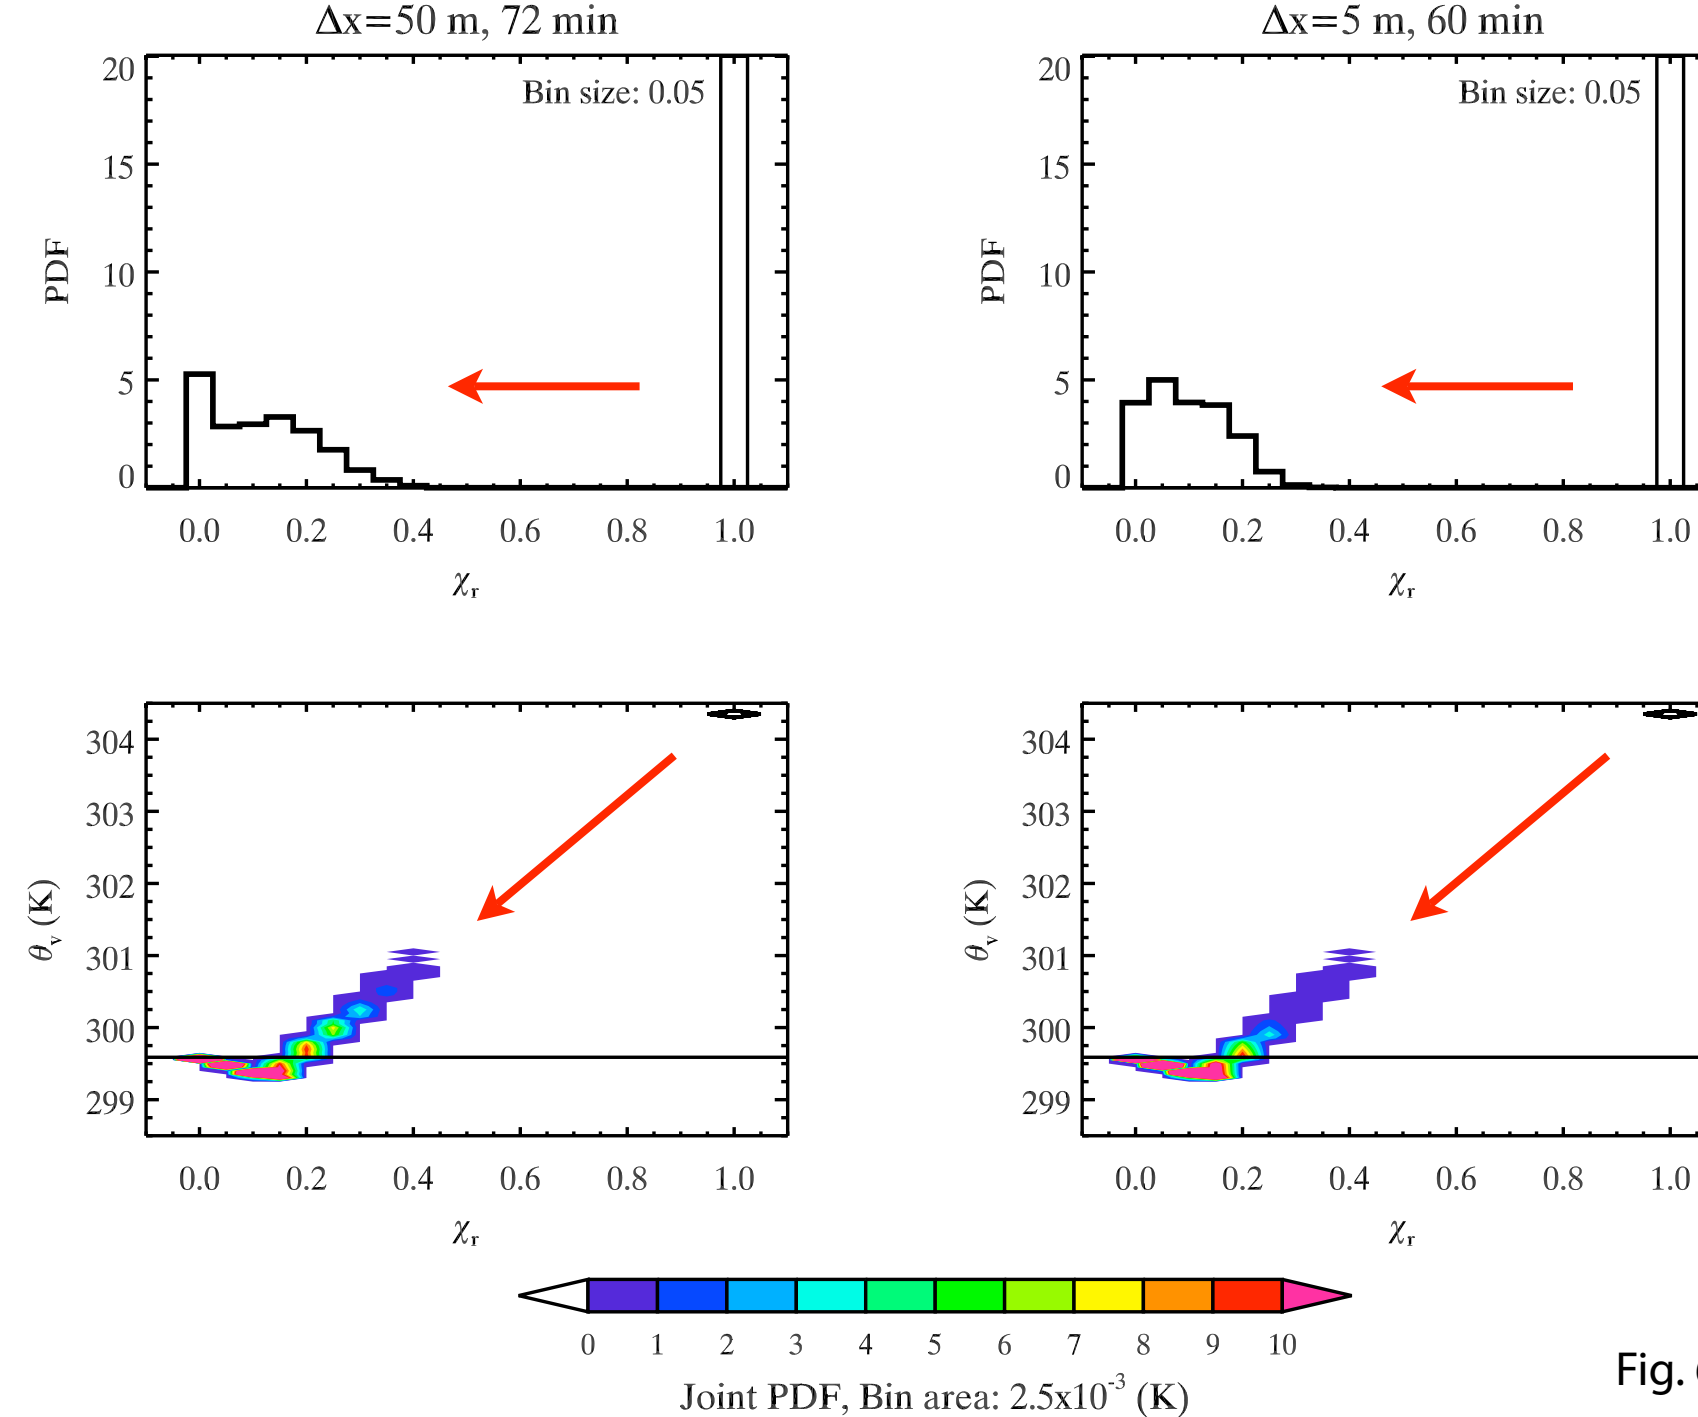 Δx=50 m, 72 min
Δx=5 m, 60 min
Bin size: 0.05
Bin size: 0.05
20
15
10
5
0
PDF
0.0 0.2 0.4 0.6 0.8 1.0
χr
20
15
10
5
0
PDF
0.0 0.2 0.4 0.6 0.8 1.0
χr
304
303
302
301
300
299
θv (K)
0.0 0.2 0.4 0.6 0.8 1.0
χr
304
303
302
301
300
299
θv (K)
0.0 0.2 0.4 0.6 0.8 1.0
χr
0 1 2 3 4 5 6 7 8 9 10
Joint PDF, Bin area: 2.5x10⁻³ (K)
Fig.